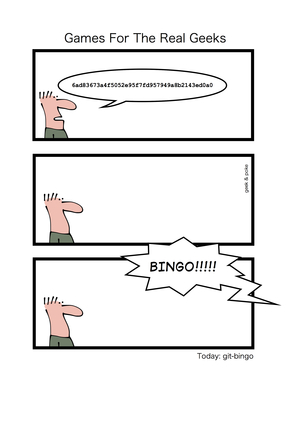 Games For The Real Geeks
6ad83673a4f5052e95f7fd957949a8b2143ed0a0
geek & poke
BINGO!!!!!
Today: git-bingo